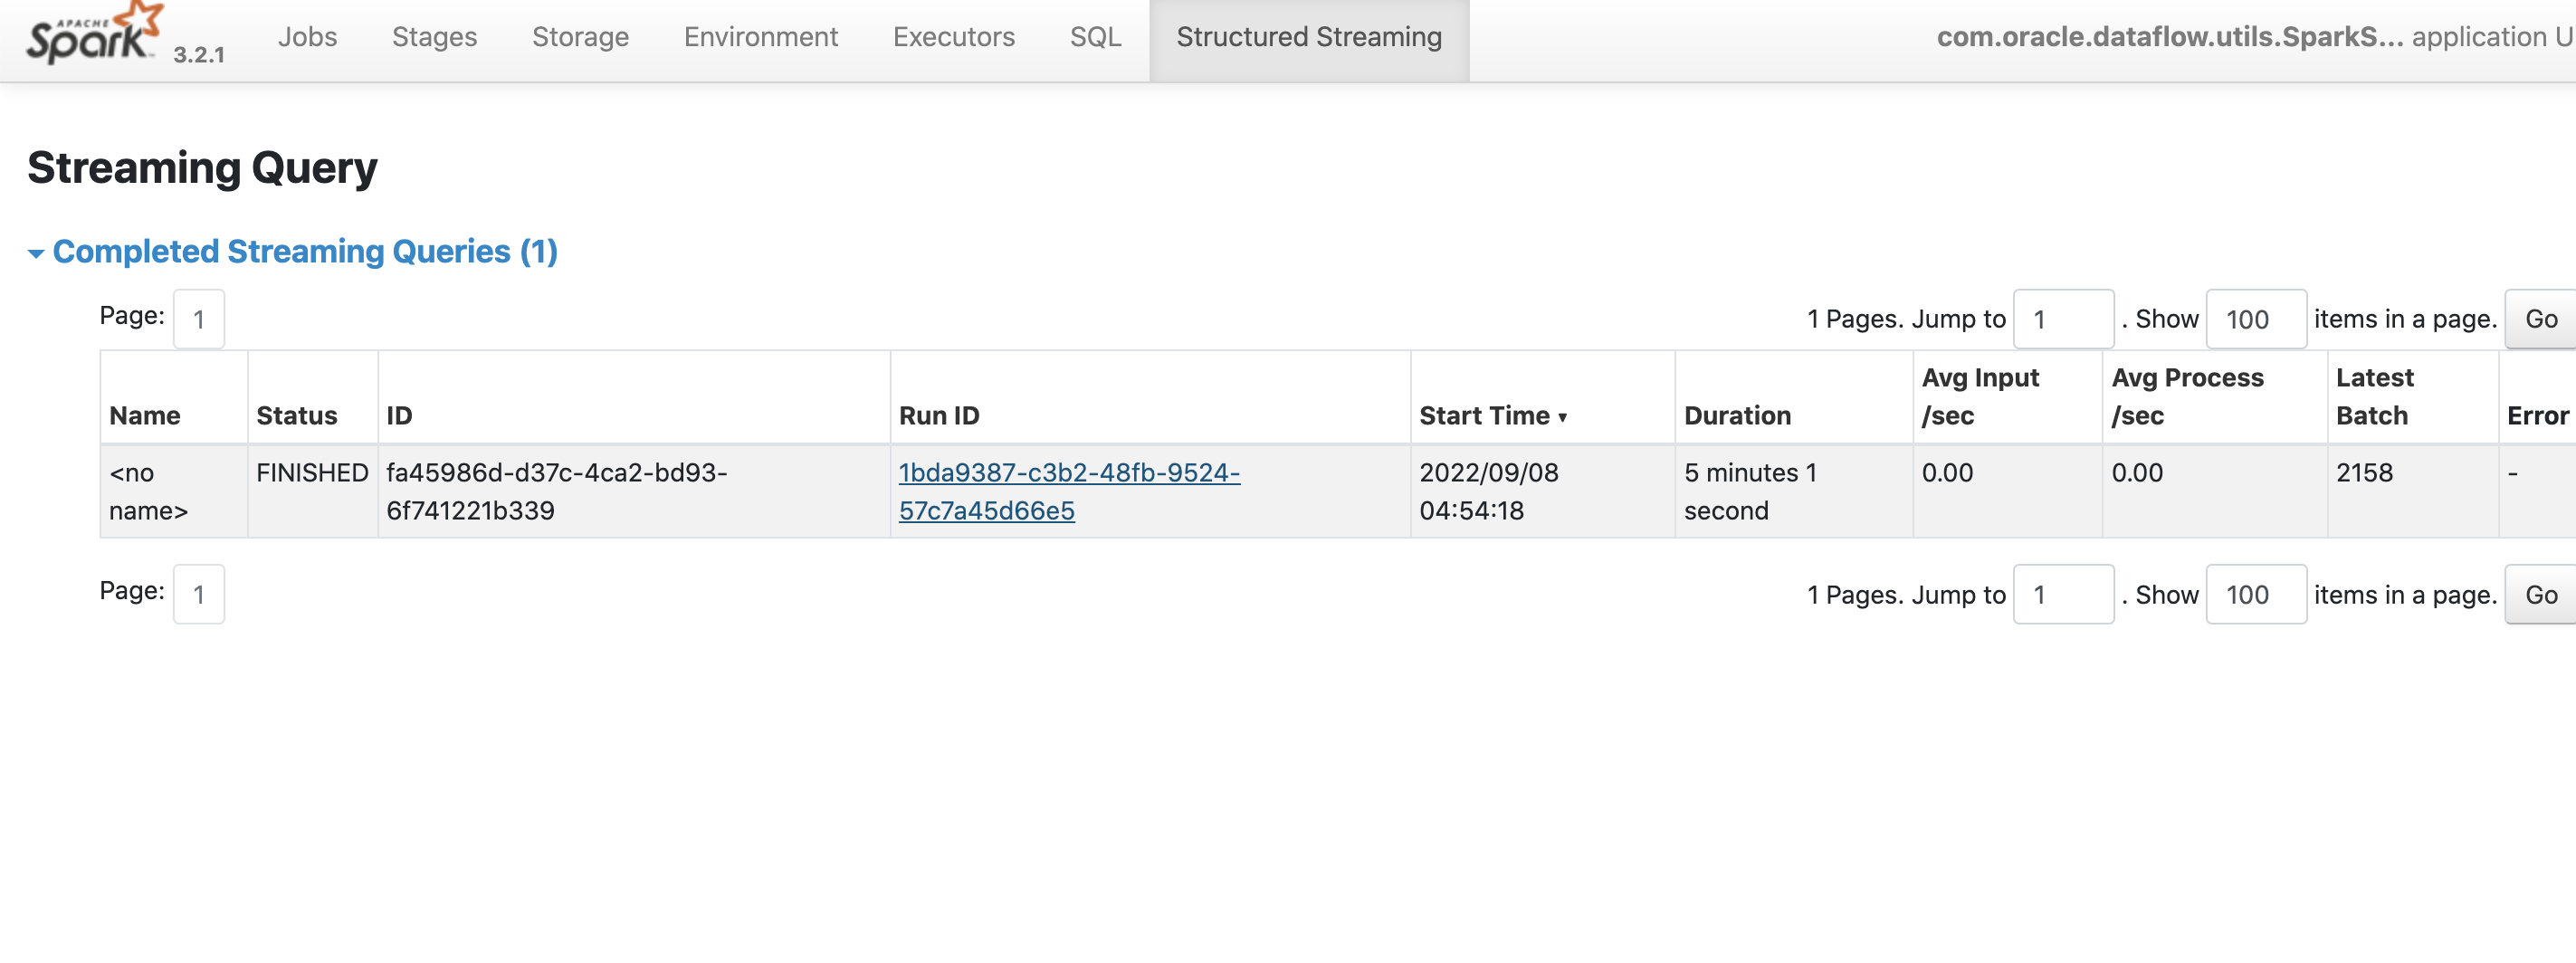 APACHE
Spark 3.2.1 Jobs Stages Storage Environment Executors SQL Structured Streaming com.oracle.dataflow.utils.SparkS... application U
Streaming Query
Completed Streaming Queries (1)
Page: 1 1 Pages. Jump to 1 . Show 100 items in a page. Go
Avg Input Avg Process Latest
Name Status ID Run ID Start Time ▾ Duration /sec /sec Batch Error
<no FINISHED fa45986d-d37c-4ca2-bd93- 1bda9387-c3b2-48fb-9524- 2022/09/08 5 minutes 1 0.00 0.00 2158 -
name> 6f741221b339 57c7a45d66e5 04:54:18 second
Page: 1 1 Pages. Jump to 1 . Show 100 items in a page. Go